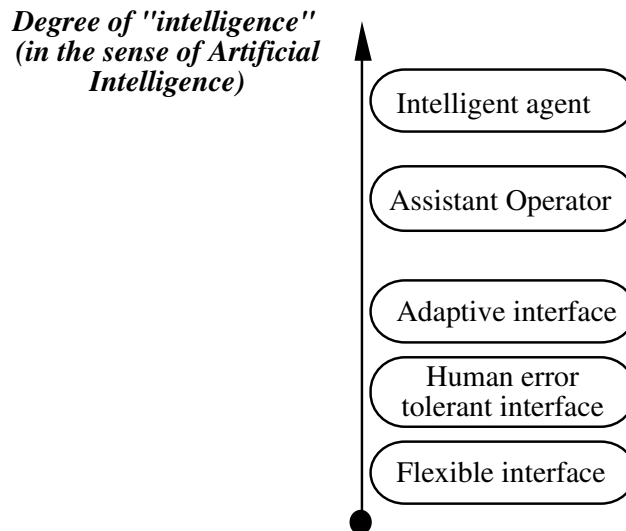 Degree of "intelligence"
(in the sense of Artificial
Intelligence)
Intelligent agent
Assistant Operator
Adaptive interface
Human error
tolerant interface
Flexible interface